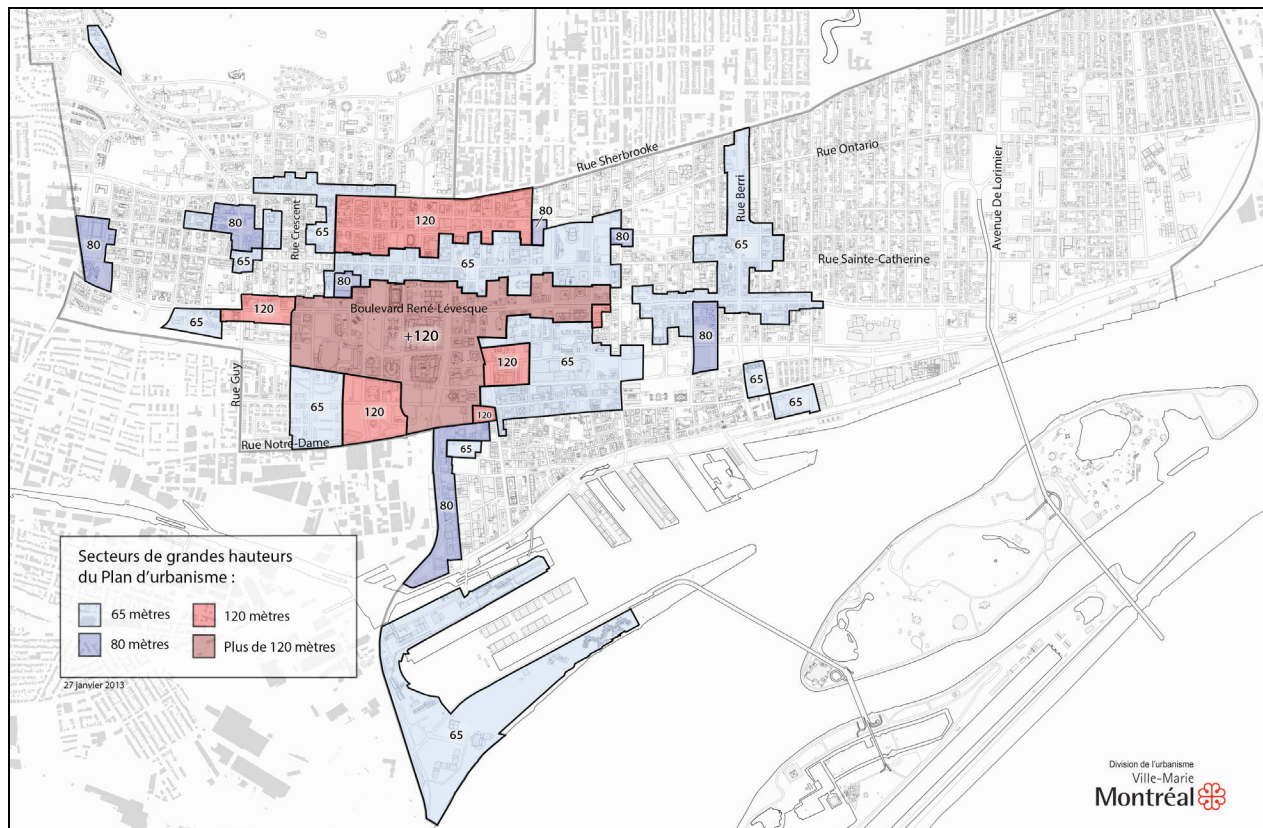 Rue Sherbrooke
Rue Ontario
Avenue De Lorimier
Rue Berri
Rue Crescent
80
120
80
80
65
80
65
65
65
Rue Sainte-Catherine
80
120
65
Boulevard René-Lévesque
+120
80
120
65
65
Rue Guy
65
120
120
65
Rue Notre-Dame
65
80
Secteurs de grandes hauteurs
du Plan d'urbanisme :
65 mètres
120 mètres
80 mètres
Plus de 120 mètres
27 janvier 2013
65
Division de l'urbanisme
Ville-Marie
Montréal